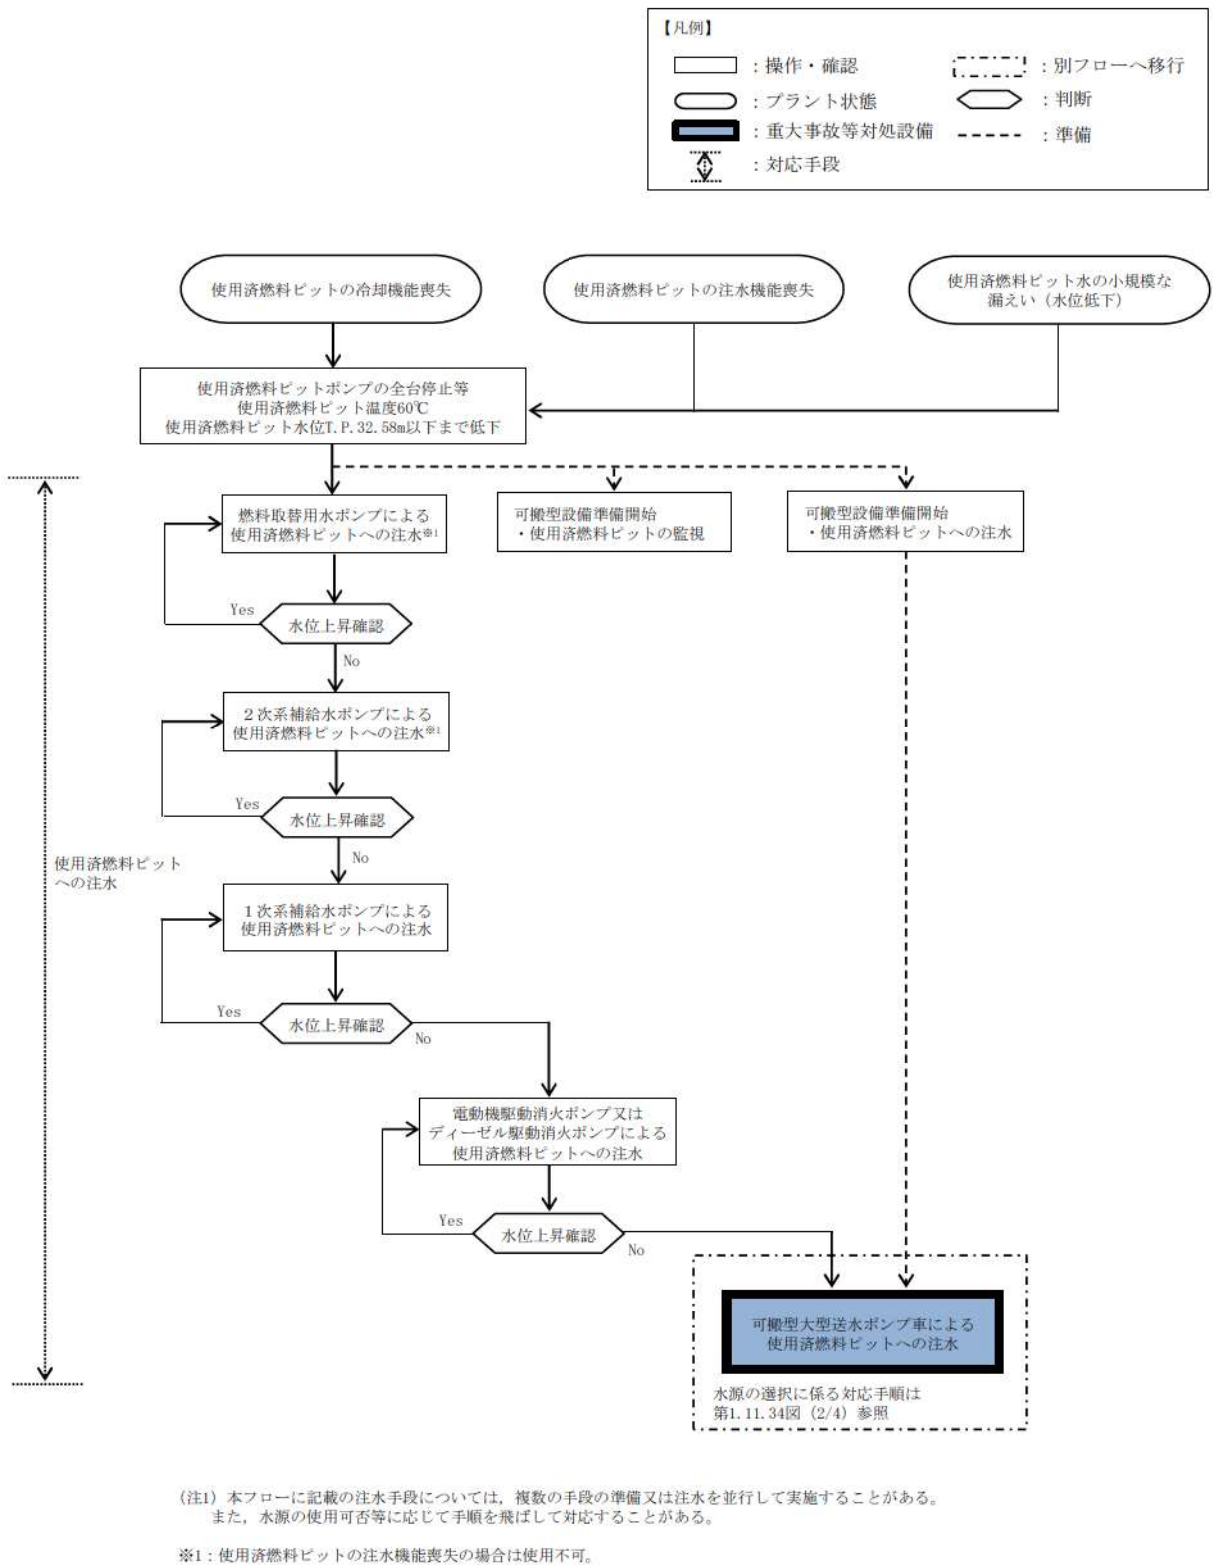 【凡例】
：操作・確認
：別フローへ移行
：プラント状態
：判断
：重大事故等対処設備
：準備
：対応手段
使用済燃料ピットの冷却機能喪失
使用済燃料ピットの注水機能喪失
使用済燃料ピット水の小規模な
漏えい（水位低下）
使用済燃料ピットポンプの全台停止等
使用済燃料ピット温度60℃
使用済燃料ピット水位T.P.32.58m以下まで低下
燃料取替用水ポンプによる
使用済燃料ピットへの注水※1
可搬型設備準備開始
・使用済燃料ピットの監視
可搬型設備準備開始
・使用済燃料ピットへの注水
Yes
水位上昇確認
No
２次系補給水ポンプによる
使用済燃料ピットへの注水※1
Yes
水位上昇確認
No
使用済燃料ピット
への注水
１次系補給水ポンプによる
使用済燃料ピットへの注水
Yes
水位上昇確認
No
電動機駆動消火ポンプ又は
ディーゼル駆動消火ポンプによる
使用済燃料ピットへの注水
Yes
水位上昇確認
No
可搬型大型送水ポンプ車による
使用済燃料ピットへの注水
水源の選択に係る対応手順は
第1.11.34図（2/4）参照
（注1）本フローに記載の注水手段については，複数の手段の準備又は注水を並行して実施することがある。
また，水源の使用可否等に応じて手順を飛ばして対応することがある。
※1：使用済燃料ピットの注水機能喪失の場合は使用不可。